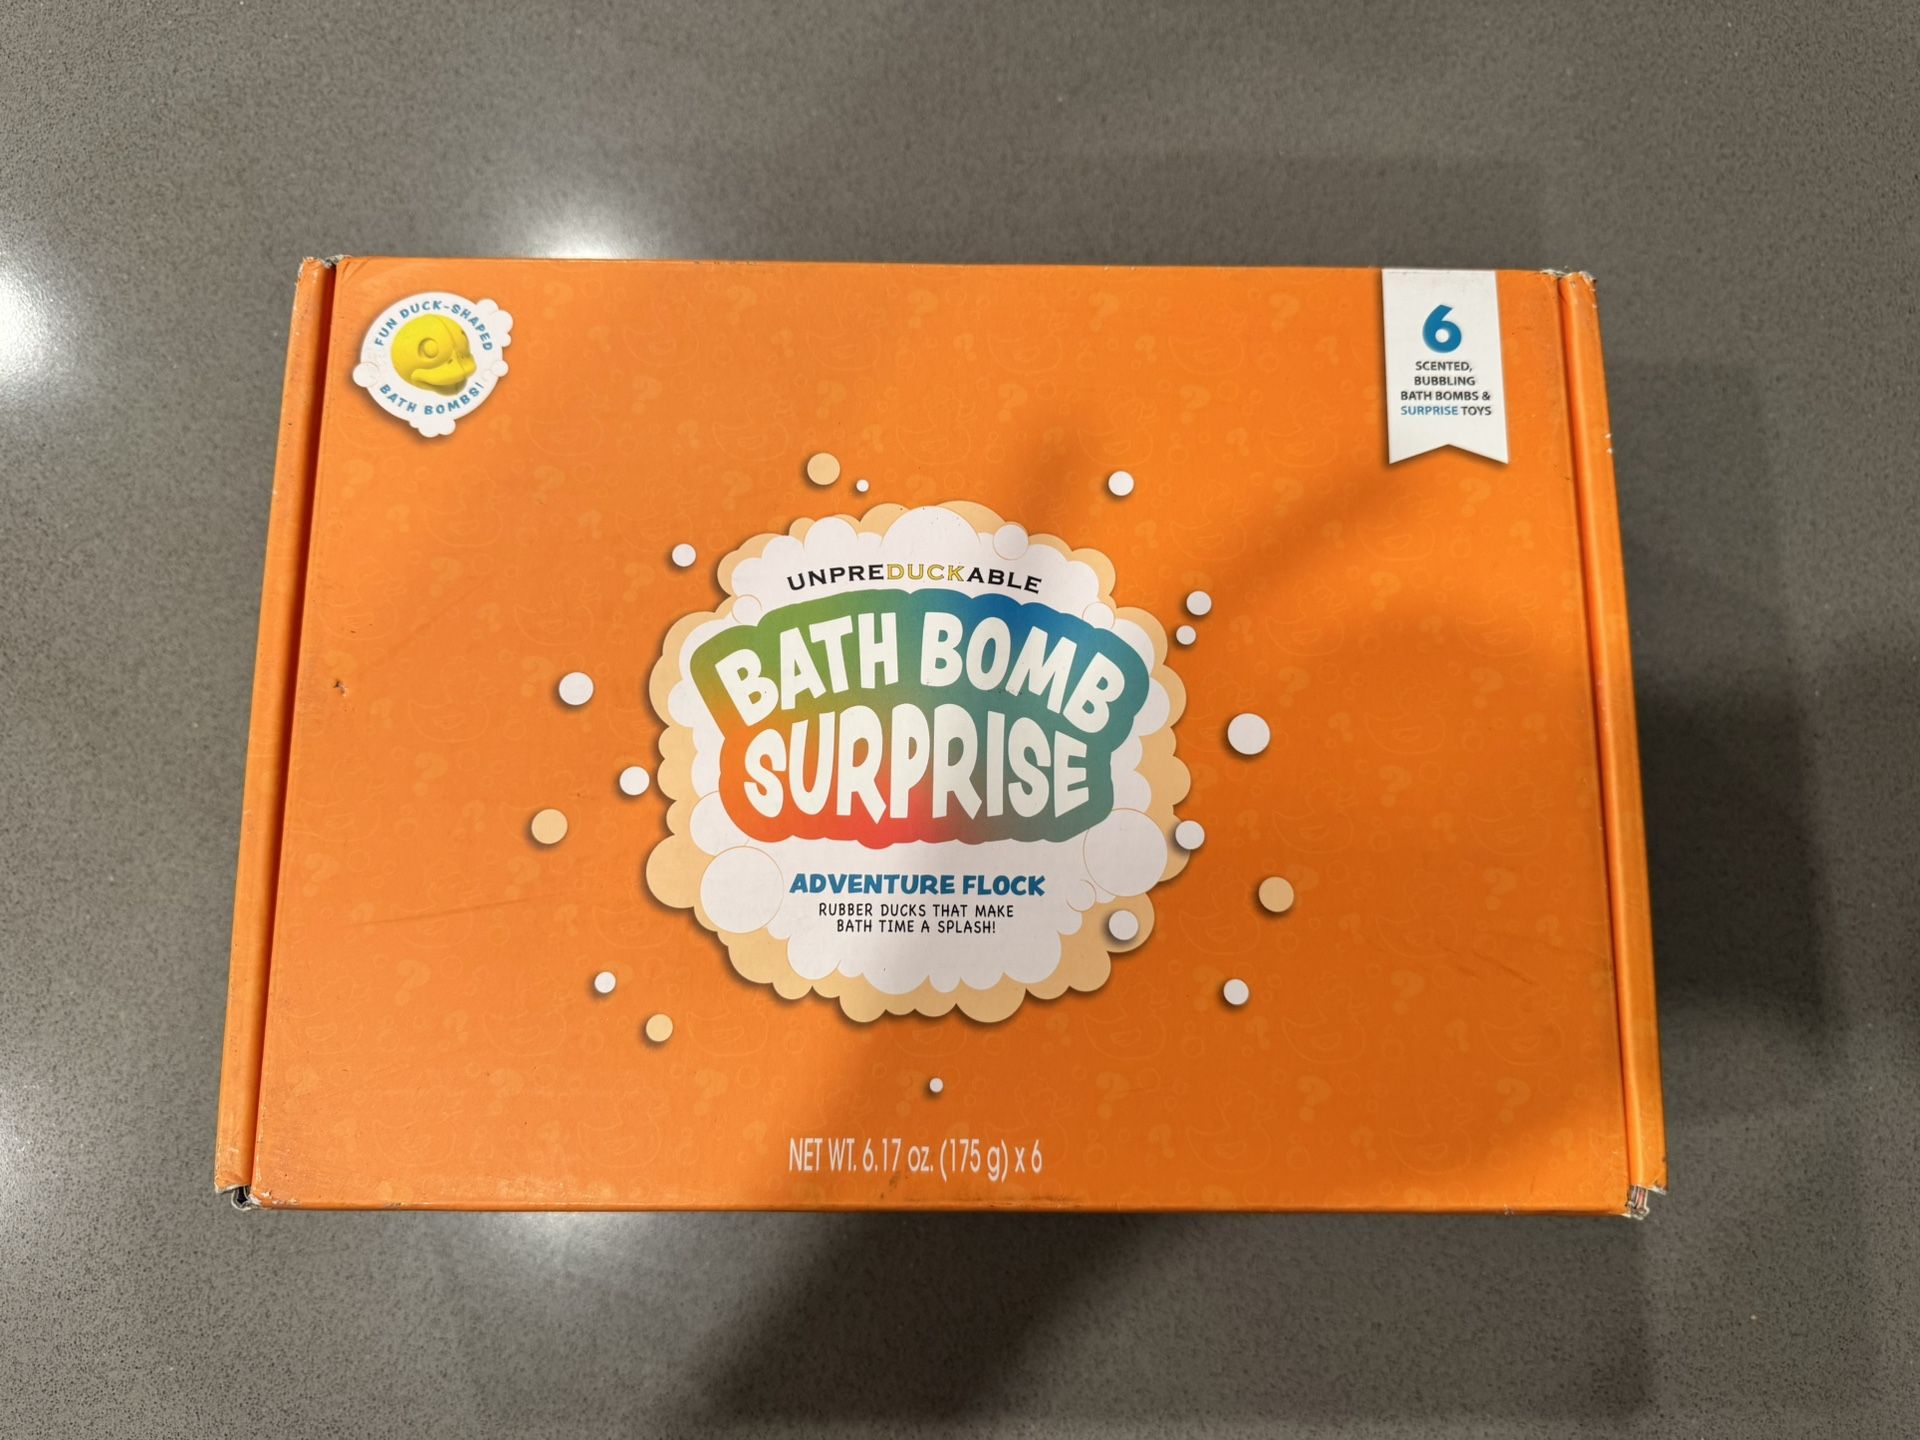 FUN DUCK-SHAPED
BATH BOMBS!
6
SCENTED,
BUBBLING
BATH BOMBS &
SURPRISE TOYS
UNPREDUCKABLE
BATH BOMB
SURPRISE
ADVENTURE FLOCK
RUBBER DUCKS THAT MAKE
BATH TIME A SPLASH!
NET WT. 6.17 oz. (175 g) x 6